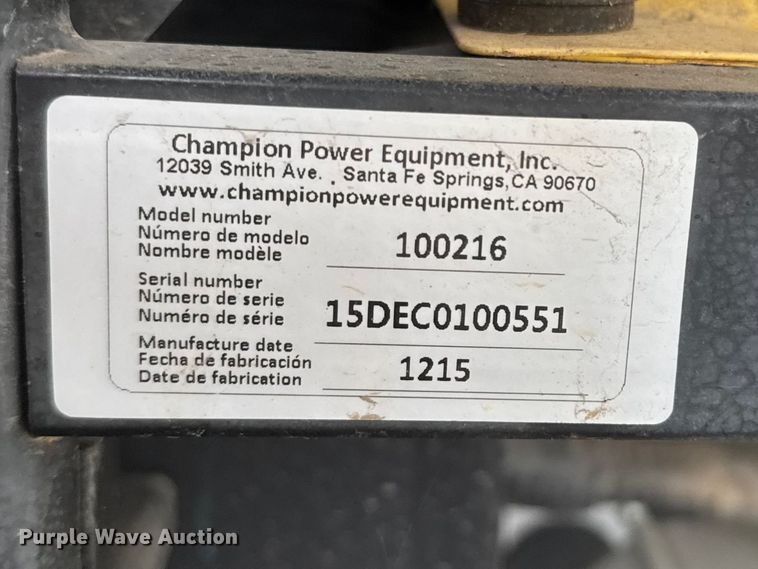 Champion Power Equipment, Inc.
12039 Smith Ave. , Santa Fe Springs,CA 90670
www.championpowerequipment.com
Model number
Número de modelo
Nombre modèle
100216
Serial number
Número de serie
Numéro de série
15DEC0100551
Manufacture date
Fecha de fabricación
Date de fabrication
1215
Purple Wave Auction®